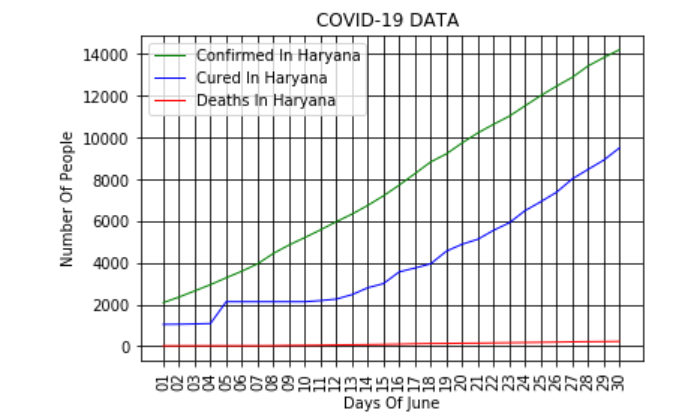 COVID-19 DATA
Confirmed In Haryana
Cured In Haryana
Deaths In Haryana
Number Of People
14000
12000
10000
8000
6000
4000
2000
0
01 02 03 04 05 06 07 08 09 10 11 12 13 14 15 16 17 18 19 20 21 22 23 24 25 26 27 28 29 30
Days Of June